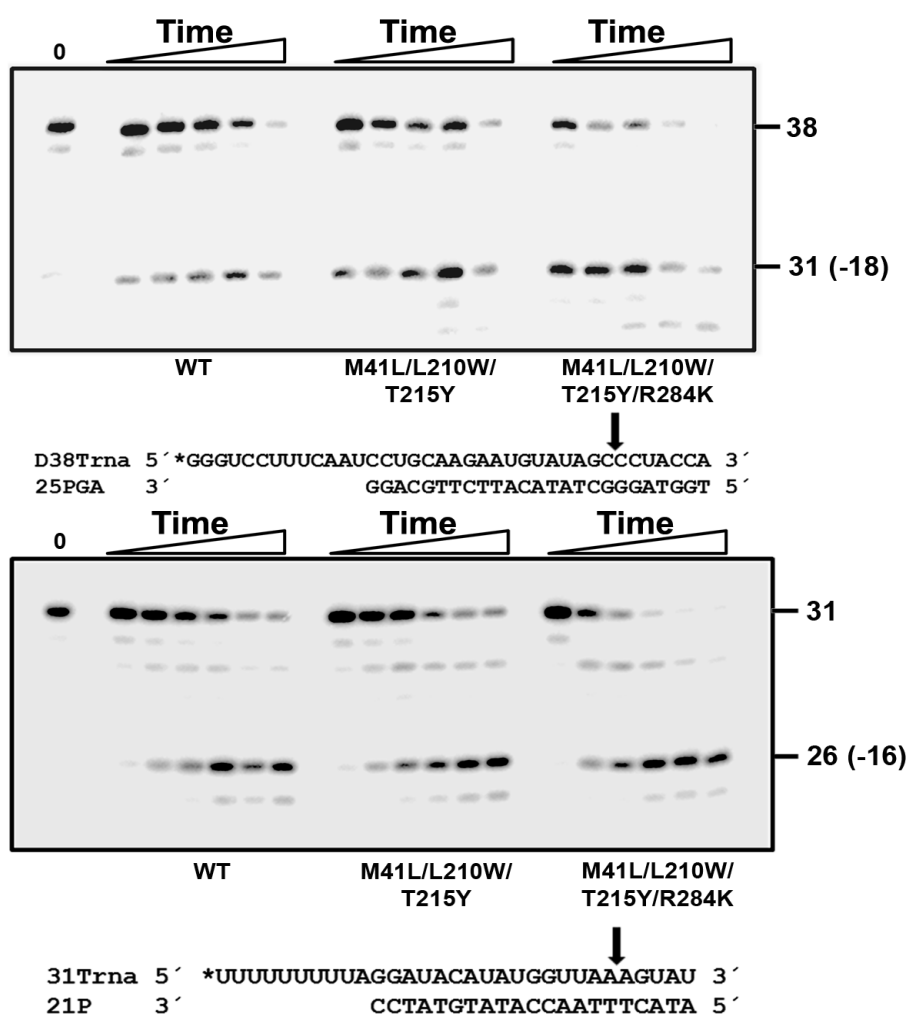 Time Time Time
0
38
31 (-18)
WT M41L/L210W/ M41L/L210W/
T215Y T215Y/R284K
D38Trna 5´*GGGUCCUUUCAAUCCUGCAAGAAUGUAUAGCCCUACCA 3´
25PGA 3´ GGACGTTCTTACATATCGGGATGGT 5´
Time Time Time
0
31
26 (-16)
WT M41L/L210W/ M41L/L210W/
T215Y T215Y/R284K
31Trna 5´ *UUUUUUUUUAGGAUACAUAUGGUUAAAGUAU 3´
21P 3´ CCTATGTATACCAATTTCATA 5´